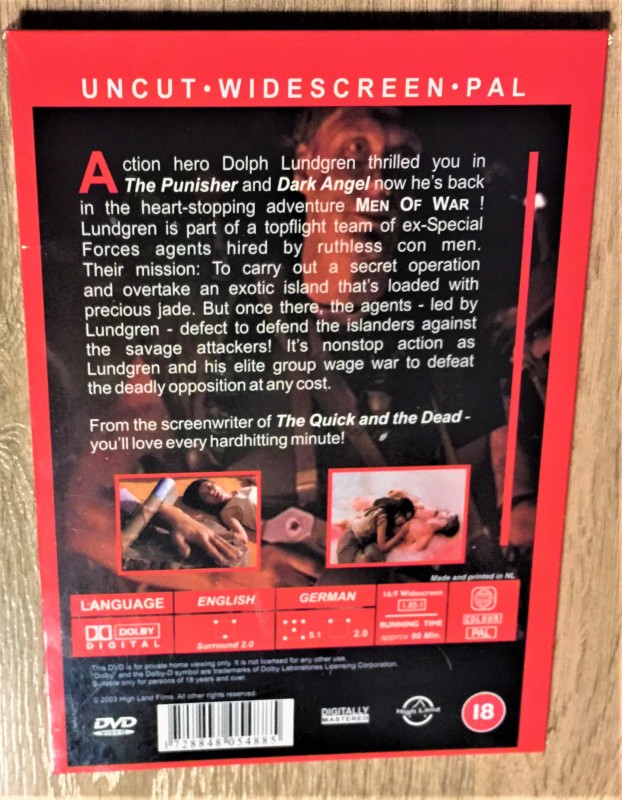 UNCUT•WIDESCREEN•PAL
Action hero Dolph Lundgren thrilled you in
The Punisher and Dark Angel now he's back
in the heart-stopping adventure MEN OF WAR !
Lundgren is part of a topflight team of ex-Special
Forces agents hired by ruthless con men.
Their mission: To carry out a secret operation
and overtake an exotic island that's loaded with
precious jade. But once there, the agents - led by
Lundgren - defect to defend the islanders against
the savage attackers! It's nonstop action as
Lundgren and his elite group wage war to defeat
the deadly opposition at any cost.
From the screenwriter of The Quick and the Dead -
you'll love every hardhitting minute!
Made and printed in NL
LANGUAGE ENGLISH GERMAN 16:9 Widescreen
1.85:1
DOLBY
DIGITAL
Surround 2.0
5.1 2.0
RUNNING TIME
approx 98 Min.
COLOUR
PAL
This DVD is for private home viewing only. It is not licensed for any other use.
"Dolby" and the Dolby-D symbol are trademarks of Dolby Laboratories Licensing Corporation.
Suitable only for persons of 18 years and over.
© 2003 High Land Films. All other rights reserved.
DVD
VIDEO
1 728848 054885
DIGITALLY
MASTERED
High Land
18